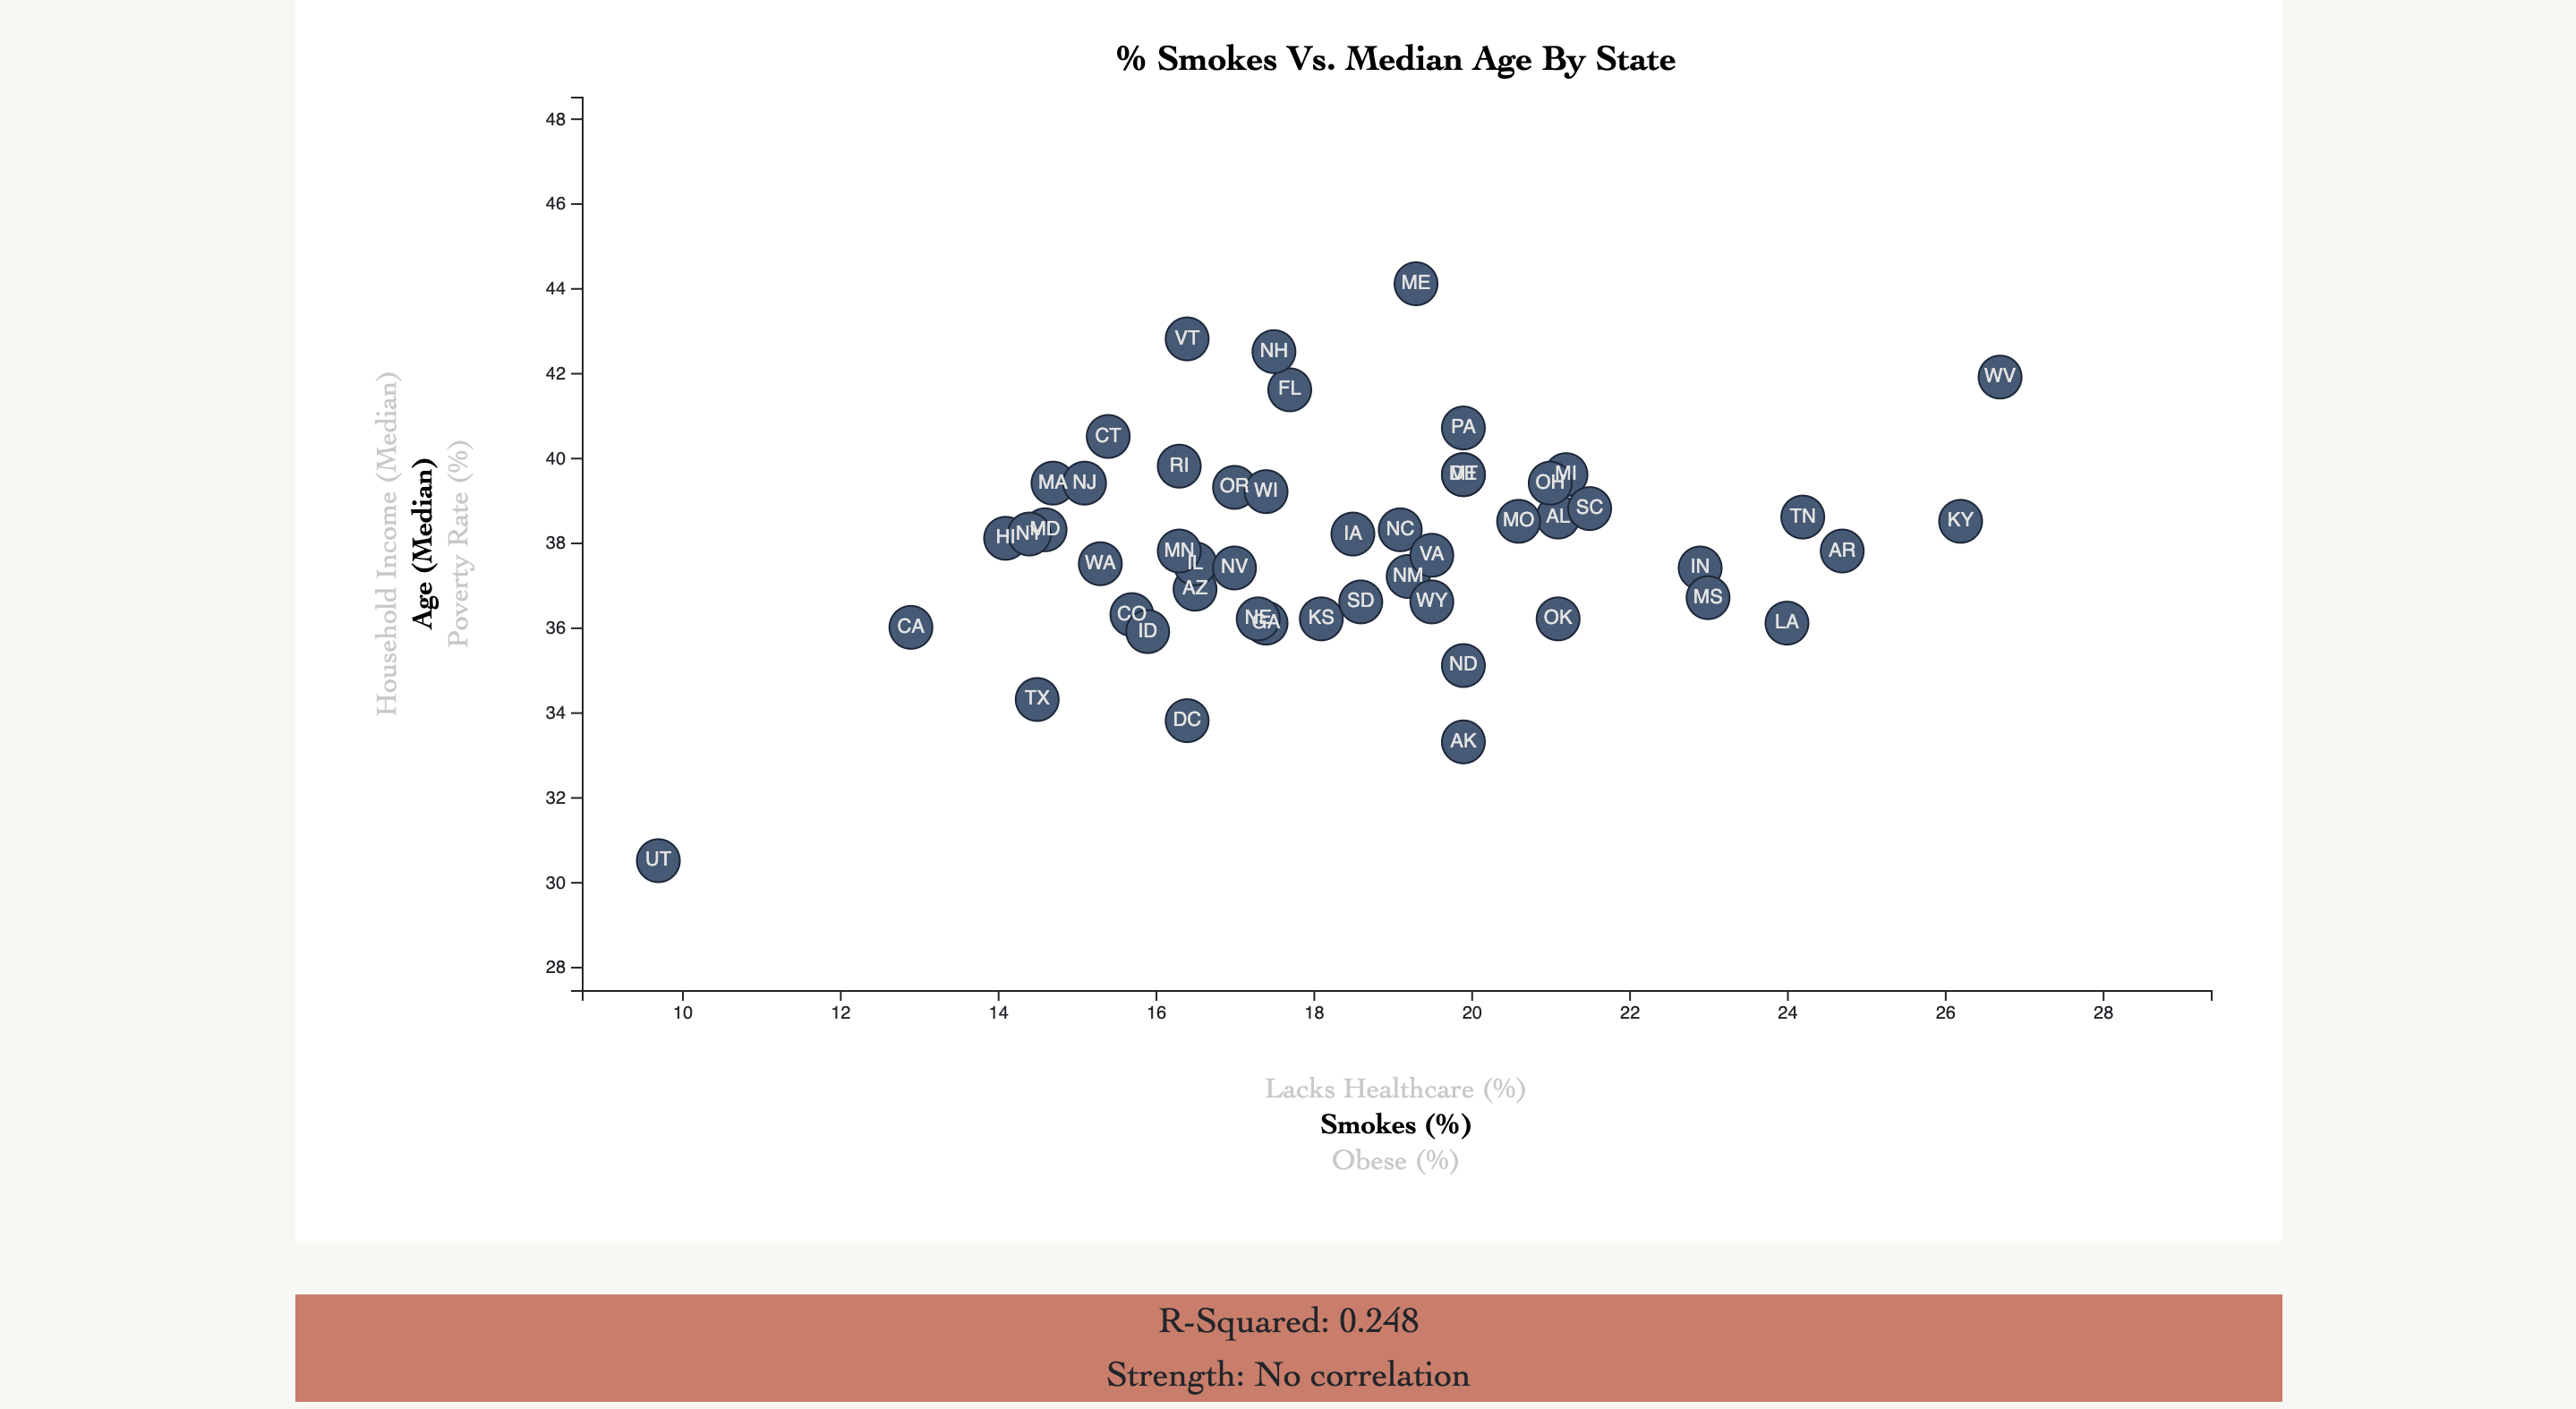 % Smokes Vs. Median Age By State
48
46
44
42
40
38
36
34
32
30
28
Household Income (Median)
Age (Median)
Poverty Rate (%)
ME
VT
NH
WV
FL
PA
CT
RI
MI
MA
NJ
OR
WI
OH
SC
AL
MO
TN
KY
HI
NY
MD
IA
NC
MN
IL
VA
AR
WA
NV
NM
IN
AZ
SD
WY
MS
CO
NE
GA
KS
OK
LA
CA
ID
ND
TX
DC
AK
UT
10 12 14 16 18 20 22 24 26 28
Lacks Healthcare (%)
Smokes (%)
Obese (%)
R-Squared: 0.248
Strength: No correlation